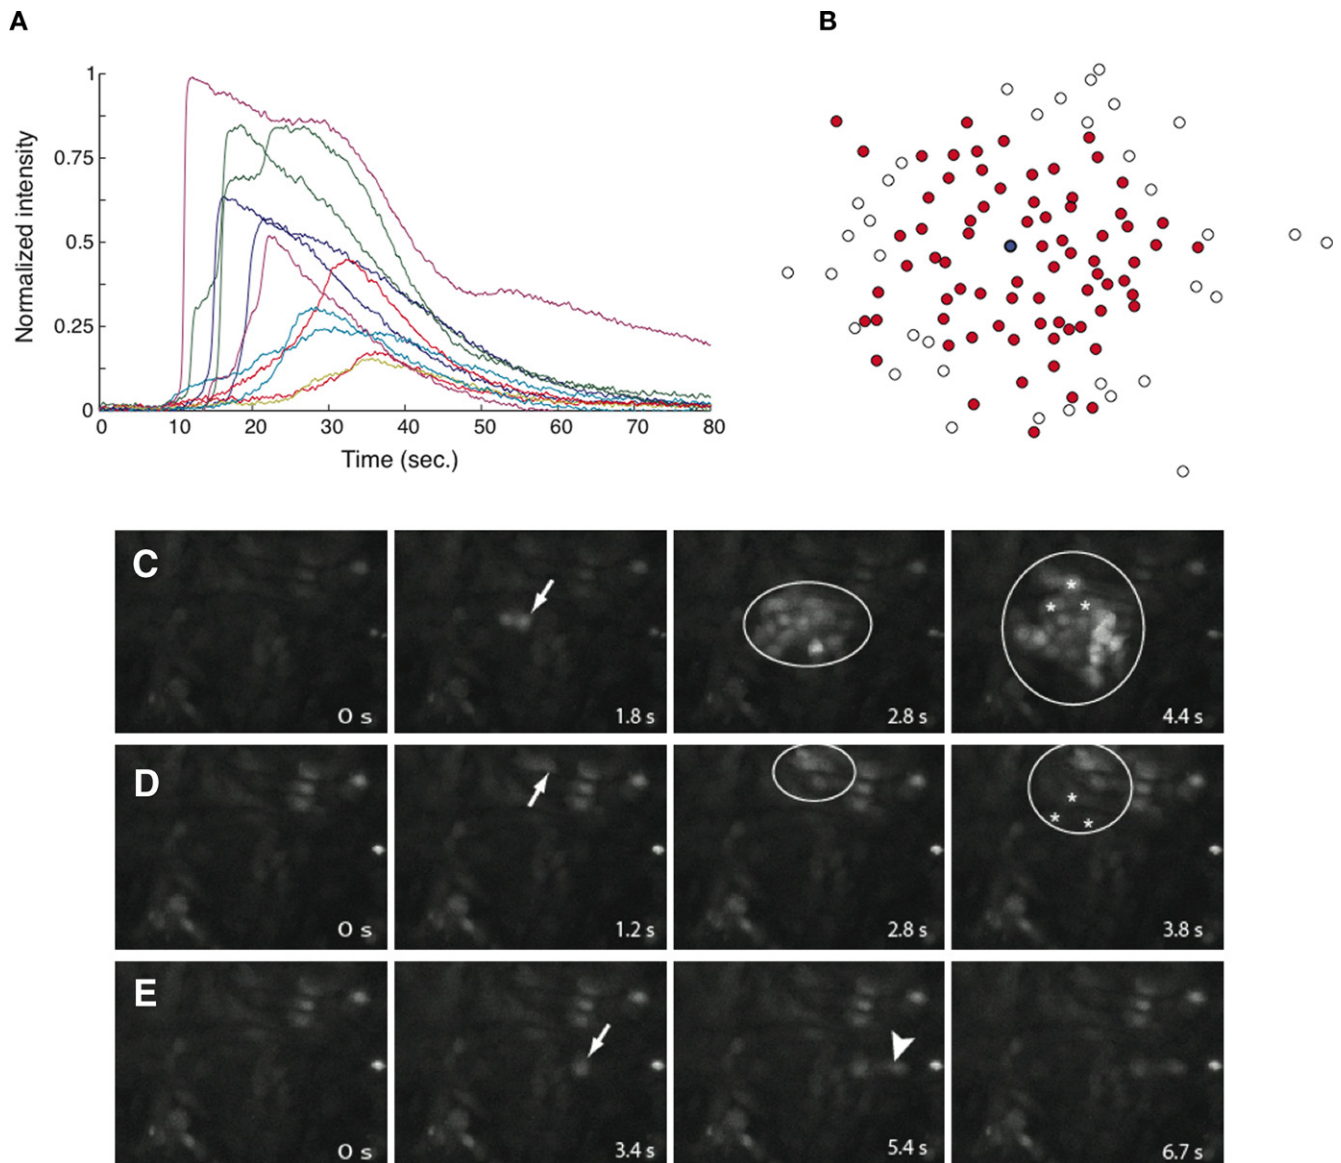 A
B
1
0.75
0.5
0.25
0
Normalized intensity
0 10 20 30 40 50 60 70 80
Time (sec.)
C
0 s
1.8 s
2.8 s
4.4 s
* * *
D
0 s
1.2 s
2.8 s
3.8 s
* * *
E
0 s
3.4 s
5.4 s
6.7 s